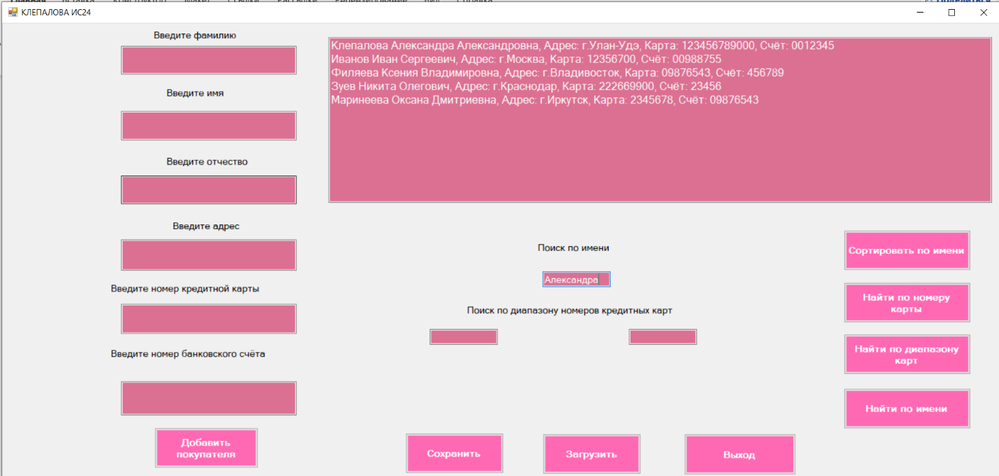 КЛЕПАЛОВА ИС24
Введите фамилию
Введите имя
Введите отчество
Введите адрес
Введите номер кредитной карты
Введите номер банковского счёта
Добавить
покупателя
Клепалова Александра Александровна, Адрес: г.Улан-Удэ, Карта: 123456789000, Счёт: 0012345
Иванов Иван Сергеевич, Адрес: г.Москва, Карта: 12356700, Счёт: 00988755
Филяева Ксения Владимировна, Адрес: г.Владивосток, Карта: 09876543, Счёт: 456789
Зуев Никита Олегович, Адрес: г.Краснодар, Карта: 222669900, Счёт: 23456
Маринеева Оксана Дмитриевна, Адрес: г.Иркутск, Карта: 2345678, Счёт: 09876543
Поиск по имени
Александра
Поиск по диапазону номеров кредитных карт
Сортировать по имени
Найти по номеру
карты
Найти по диапазону
карт
Найти по имени
Сохранить
Загрузить
Выход